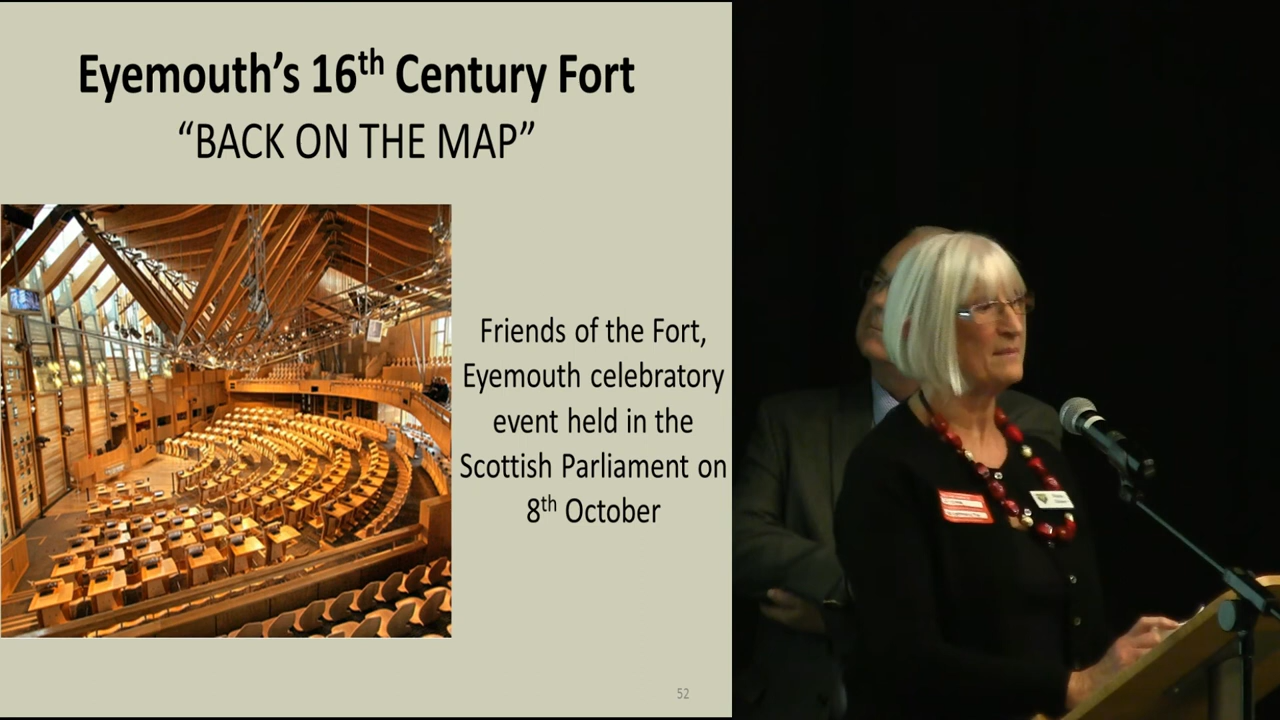 Eyemouth’s 16th Century Fort
“BACK ON THE MAP”
Friends of the Fort,
Eyemouth celebratory
event held in the
Scottish Parliament on
8th October
52